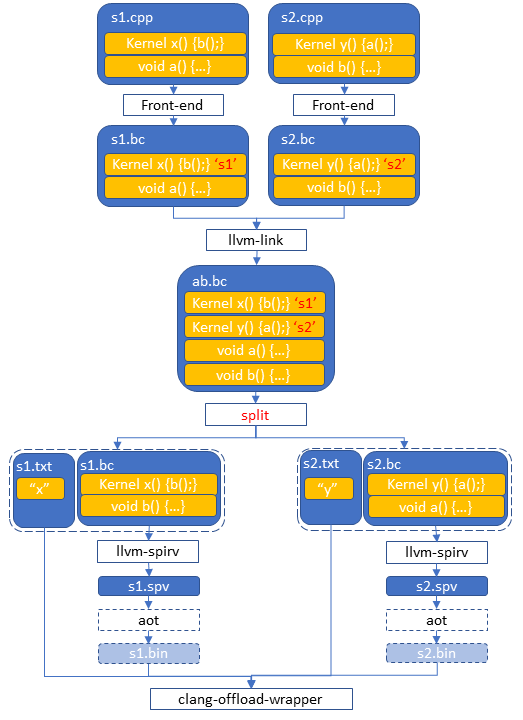 s1.cpp
Kernel x() {b();}
void a() {…}
s2.cpp
Kernel y() {a();}
void b() {…}
Front-end
Front-end
s1.bc
Kernel x() {b();} ‘s1’
void a() {…}
s2.bc
Kernel y() {a();} ‘s2’
void b() {…}
llvm-link
ab.bc
Kernel x() {b();} ‘s1’
Kernel y() {a();} ‘s2’
void a() {…}
void b() {…}
split
s1.txt
“x”
s1.bc
Kernel x() {b();}
void b() {…}
s2.txt
“y”
s2.bc
Kernel y() {a();}
void a() {…}
llvm-spirv
llvm-spirv
s1.spv
s2.spv
aot
aot
s1.bin
s2.bin
clang-offload-wrapper